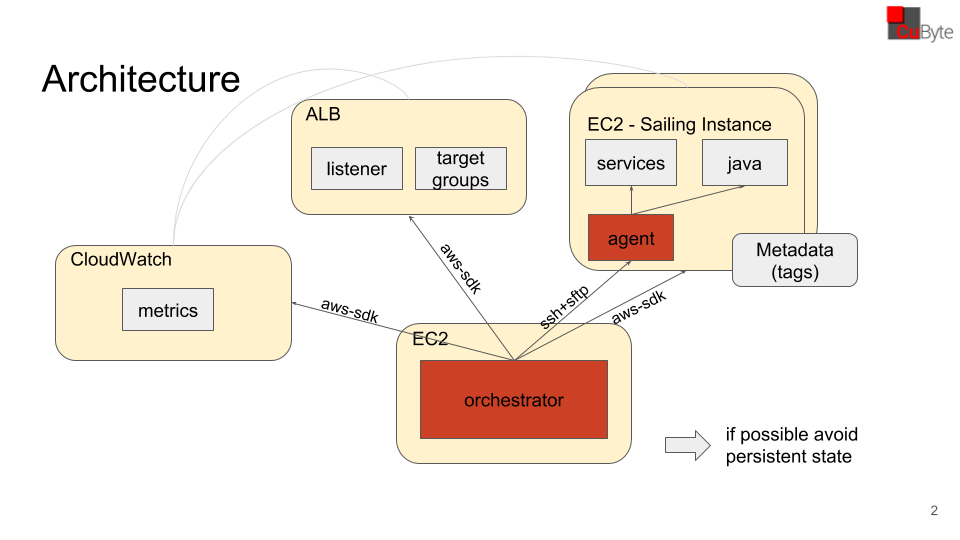 CuByte
Architecture
ALB
listener
target
groups
EC2 - Sailing Instance
services
java
agent
Metadata
(tags)
CloudWatch
metrics
aws-sdk
aws-sdk
ssh+sftp
aws-sdk
EC2
orchestrator
if possible avoid
persistent state
2